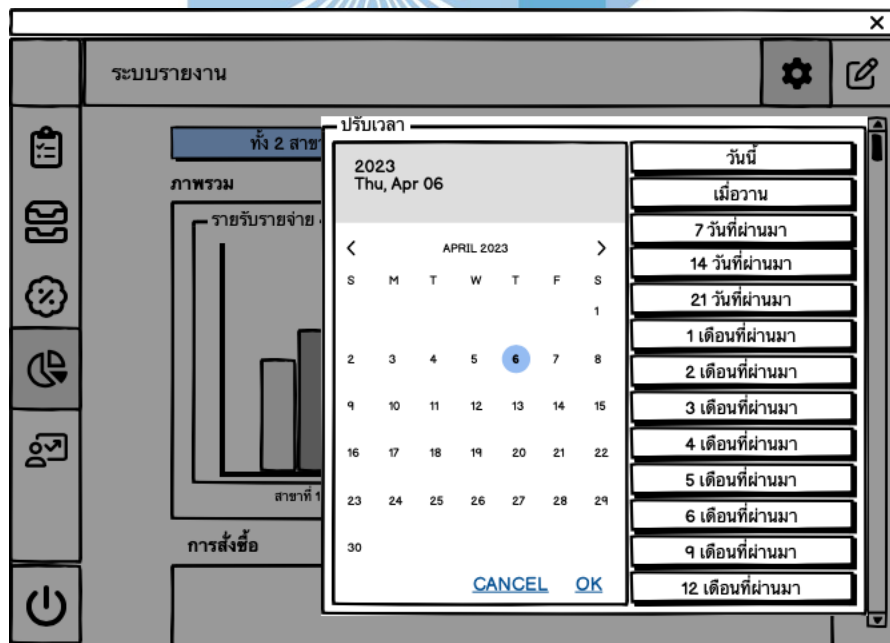 ระบบรายงาน
ทั้ง 2 สาขา
ภาพรวม
รายรับรายจ่าย
สาขาที่ 1
การสั่งซื้อ
ปรับเวลา
2023
Thu, Apr 06
APRIL 2023
S M T W T F S
1
2 3 4 5 6 7 8
9 10 11 12 13 14 15
16 17 18 19 20 21 22
23 24 25 26 27 28 29
30
CANCEL OK
วันนี้
เมื่อวาน
7 วันที่ผ่านมา
14 วันที่ผ่านมา
21 วันที่ผ่านมา
1 เดือนที่ผ่านมา
2 เดือนที่ผ่านมา
3 เดือนที่ผ่านมา
4 เดือนที่ผ่านมา
5 เดือนที่ผ่านมา
6 เดือนที่ผ่านมา
9 เดือนที่ผ่านมา
12 เดือนที่ผ่านมา